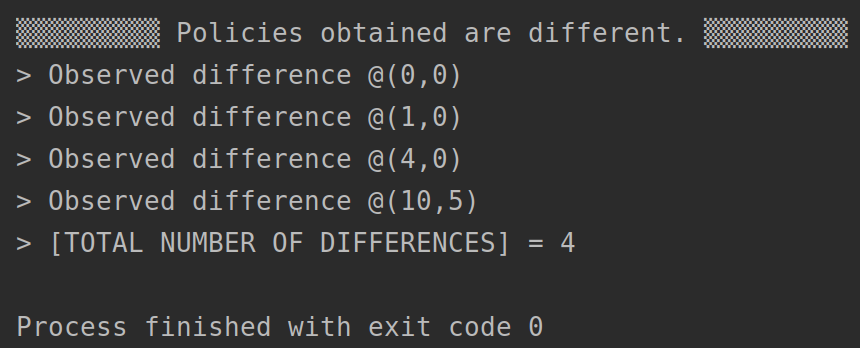 ▒▒▒▒▒▒▒▒▒ Policies obtained are different. ▒▒▒▒▒▒▒▒▒
> Observed difference @(0,0)
> Observed difference @(1,0)
> Observed difference @(4,0)
> Observed difference @(10,5)
> [TOTAL NUMBER OF DIFFERENCES] = 4
Process finished with exit code 0